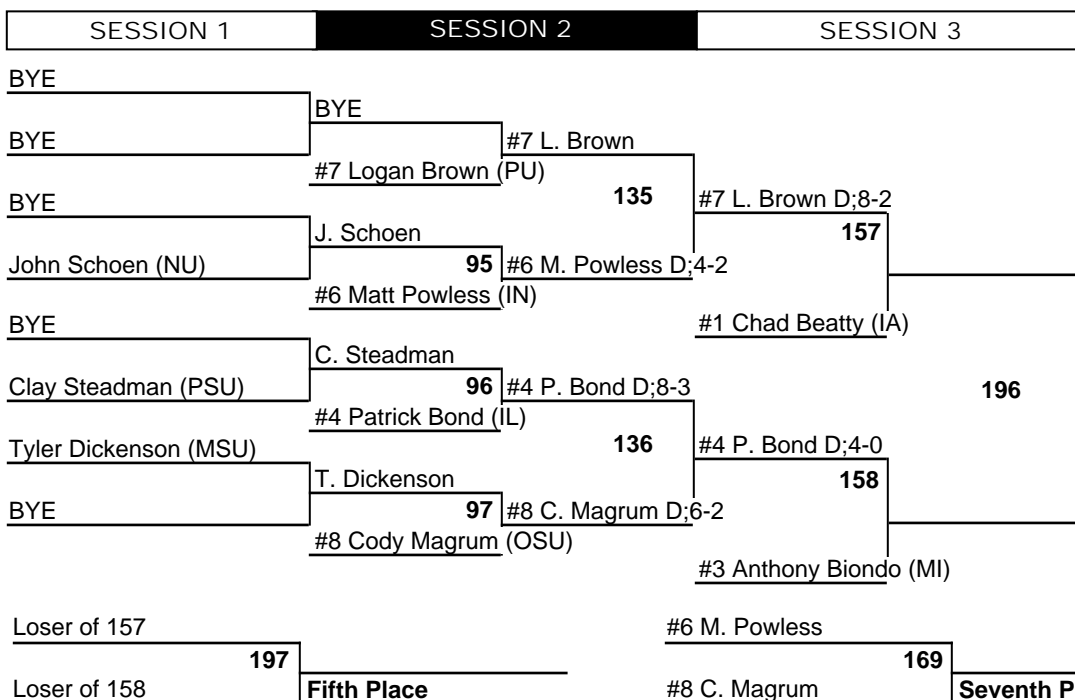 SESSION 1 SESSION 2 SESSION 3
BYE
BYE
BYE #7 L. Brown
#7 Logan Brown (PU)
135 #7 L. Brown D;8-2
BYE
157
J. Schoen
John Schoen (NU) 95 #6 M. Powless D;4-2
#6 Matt Powless (IN)
BYE #1 Chad Beatty (IA)
C. Steadman
Clay Steadman (PSU) 96 #4 P. Bond D;8-3 196
#4 Patrick Bond (IL)
Tyler Dickenson (MSU) 136 #4 P. Bond D;4-0
T. Dickenson 158
BYE 97 #8 C. Magrum D;6-2
#8 Cody Magrum (OSU)
#3 Anthony Biondo (MI)
Loser of 157 #6 M. Powless
197 169
Loser of 158 Fifth Place #8 C. Magrum Seventh P